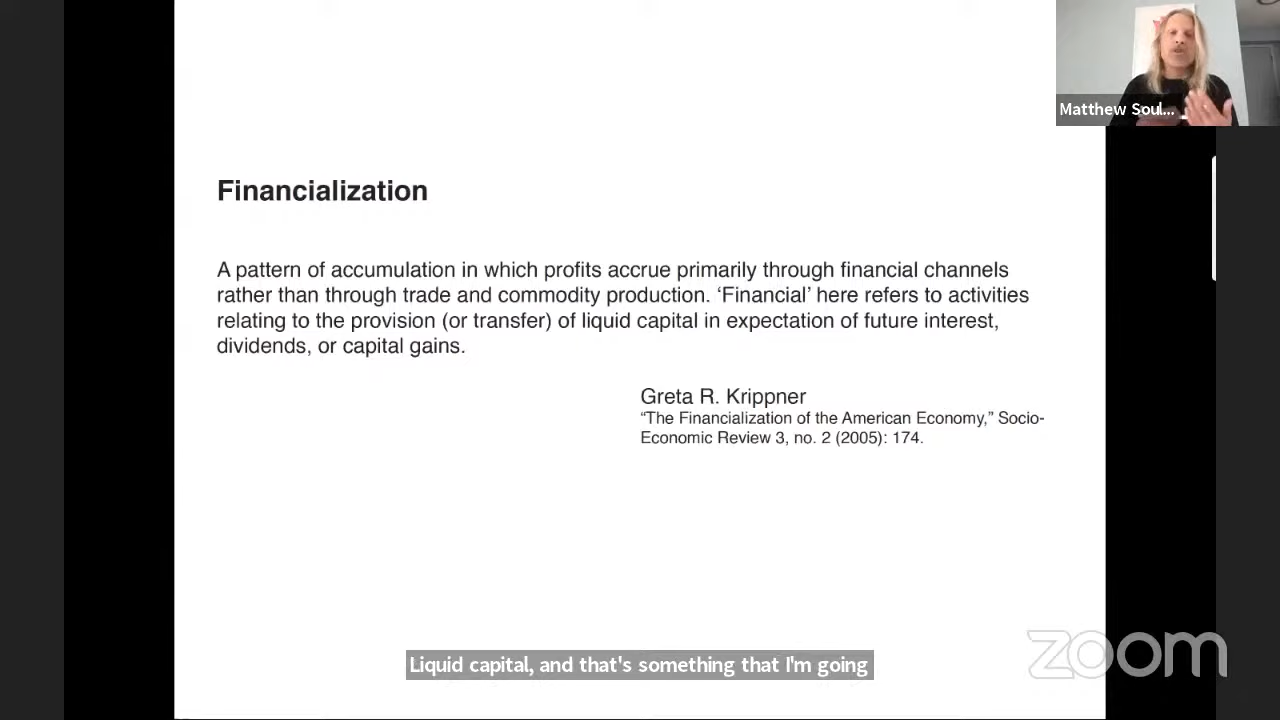 Matthew Soul...
Financialization
A pattern of accumulation in which profits accrue primarily through financial channels
rather than through trade and commodity production. ‘Financial’ here refers to activities
relating to the provision (or transfer) of liquid capital in expectation of future interest,
dividends, or capital gains.
Greta R. Krippner
“The Financialization of the American Economy,” Socio-
Economic Review 3, no. 2 (2005): 174.
Liquid capital, and that's something that I'm going
zoom